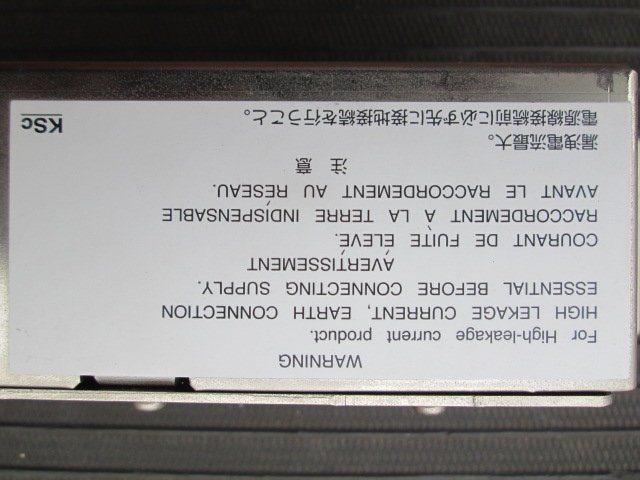 WARNING
For High-leakage current product.
HIGH LEKAGE CURRENT, EARTH CONNECTION
ESSENTIAL BEFORE CONNECTING SUPPLY.
AVERTISSEMENT
COURANT DE FUITE ÉLEVÉ.
RACCORDEMENT À LA TERRE INDISPENSABLE
AVANT LE RACCORDEMENT AU RÉSEAU.
注 意
漏洩電流最大。
電源線接続前に必ず先に接地接続を行うこと。
KSc